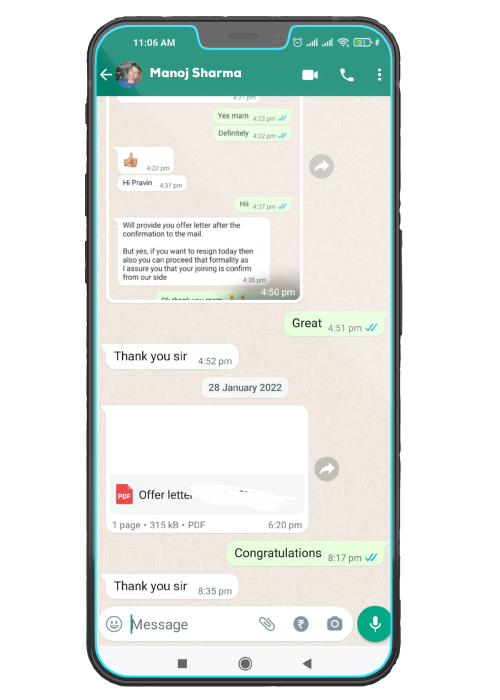 11:06 AM
Manoj Sharma
4:21 pm
Yes mam 4:22 pm
Definitely 4:22 pm
4:22 pm
Hi Pravin 4:37 pm
Hii 4:37 pm
Will provide you offer letter after the
confirmation to the mail.
But yes, if you want to resign today then
also you can proceed that formality as
I assure you that your joining is confirm
from our side
4:38 pm
Ok thank you mam
4:50 pm
Great 4:51 pm
Thank you sir 4:52 pm
28 January 2022
PDF Offer letter
1 page • 315 kB • PDF 6:20 pm
Congratulations 8:17 pm
Thank you sir 8:35 pm
Message ₹